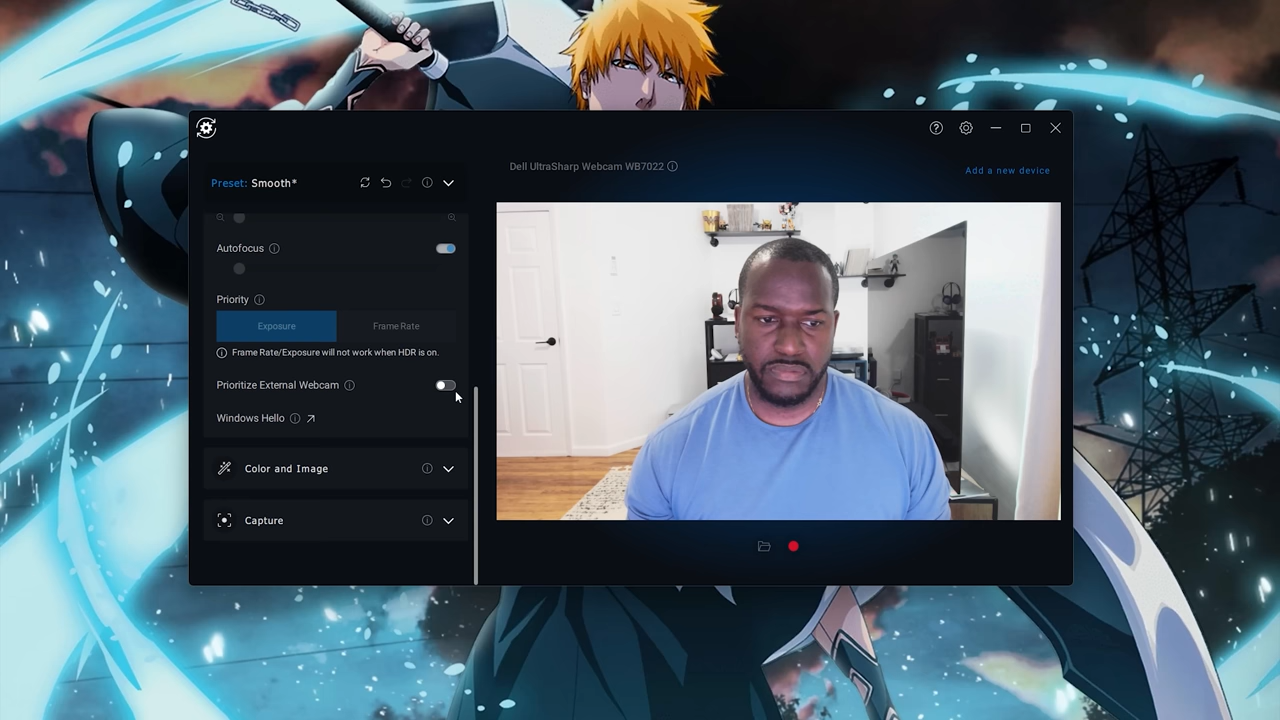 Dell UltraSharp Webcam WB7022
Add a new device
Preset: Smooth*
Autofocus
Priority
Exposure
Frame Rate
Frame Rate/Exposure will not work when HDR is on.
Prioritize External Webcam
Windows Hello
Color and Image
Capture